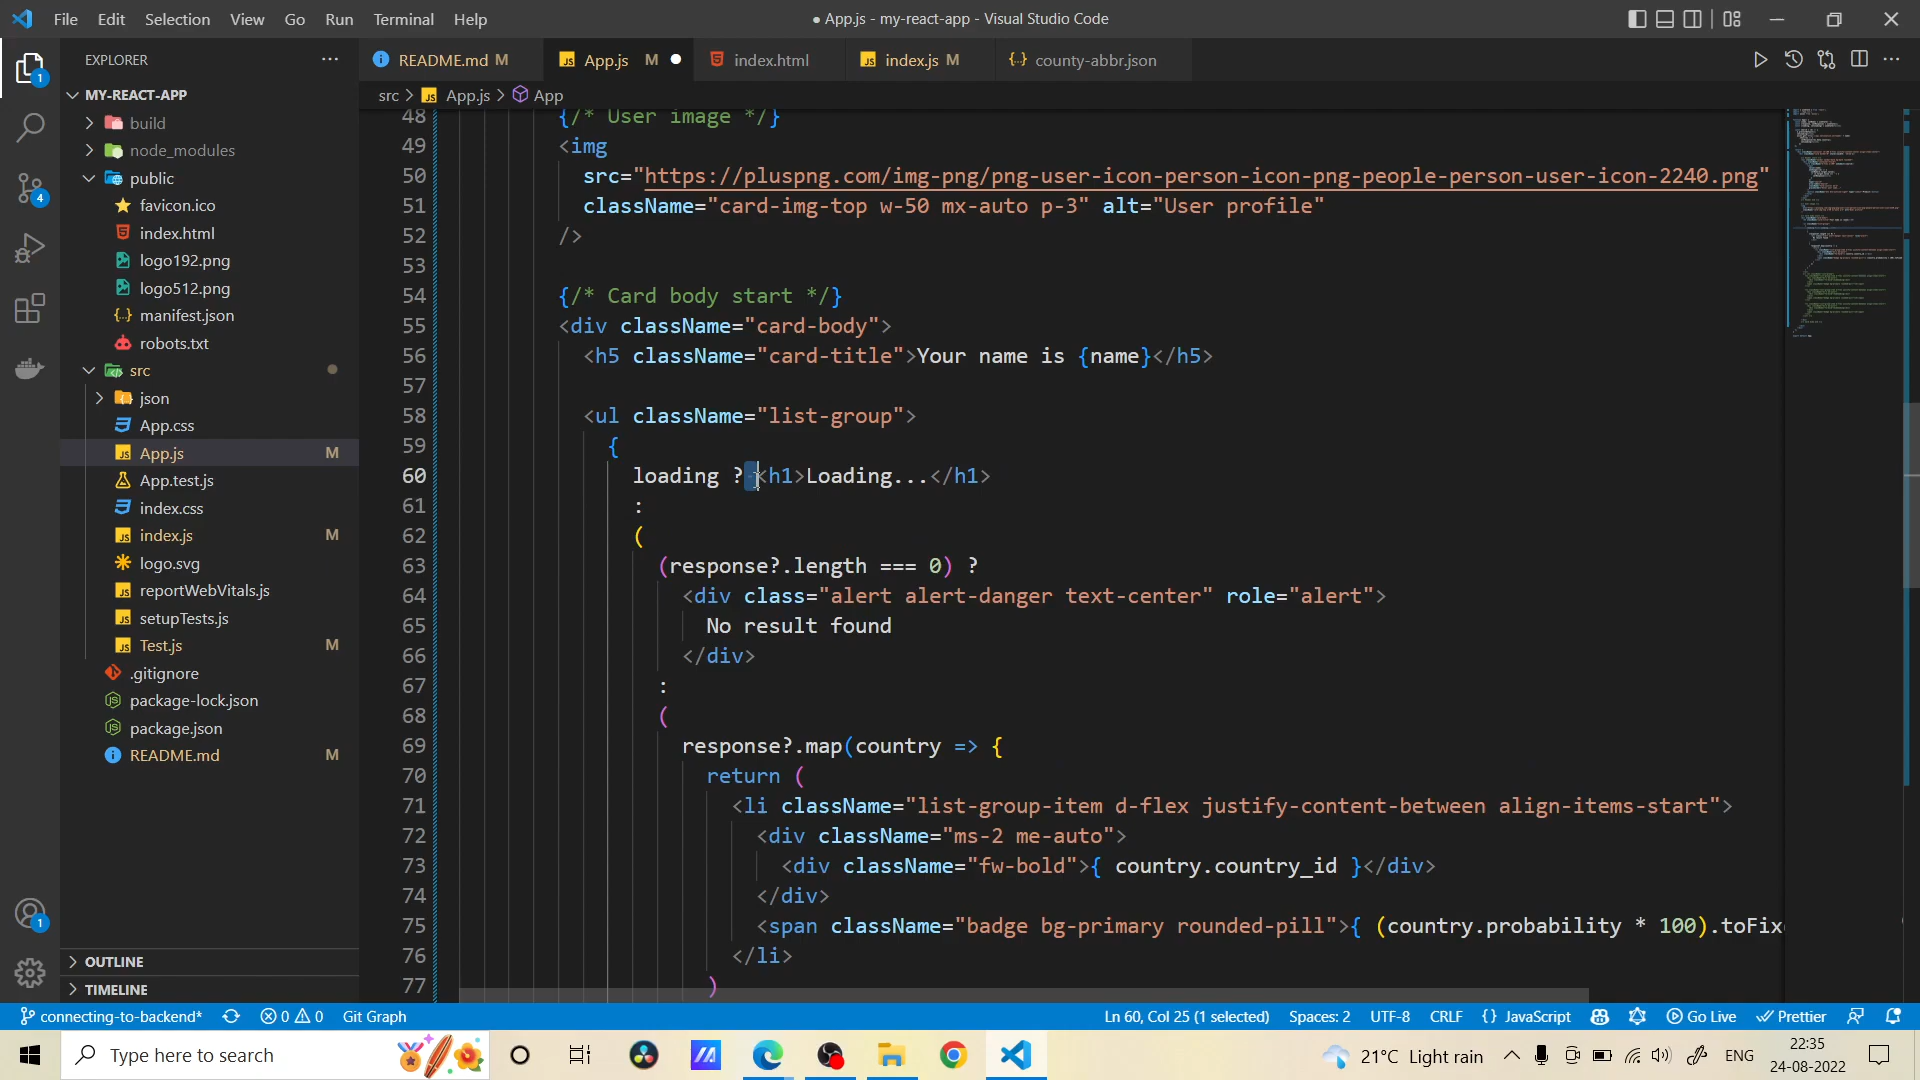 File Edit Selection View Go Run Terminal Help
● App.js - my-react-app - Visual Studio Code
EXPLORER
README.md M
App.js M
index.html
index.js M
county-abbr.json
src > App.js > App
MY-REACT-APP
build
node_modules
public
favicon.ico
index.html
logo192.png
logo512.png
manifest.json
robots.txt
src
json
App.css
App.js M
App.test.js
index.css
index.js M
logo.svg
reportWebVitals.js
setupTests.js
Test.js M
.gitignore
package-lock.json
package.json
README.md M
OUTLINE
TIMELINE
48 {/* User image */}
49 <img
50 src="https://pluspng.com/img-png/png-user-icon-person-icon-png-people-person-user-icon-2240.png"
51 className="card-img-top w-50 mx-auto p-3" alt="User profile"
52 />
53
54 {/* Card body start */}
55 <div className="card-body">
56 <h5 className="card-title">Your name is {name}</h5>
57
58 <ul className="list-group">
59 {
60 loading ? <h1>Loading...</h1>
61 :
62 (
63 (response?.length === 0) ?
64 <div class="alert alert-danger text-center" role="alert">
65 No result found
66 </div>
67 :
68 (
69 response?.map(country => {
70 return (
71 <li className="list-group-item d-flex justify-content-between align-items-start">
72 <div className="ms-2 me-auto">
73 <div className="fw-bold">{ country.country_id }</div>
74 </div>
75 <span className="badge bg-primary rounded-pill">{ (country.probability * 100).toFix
76 </li>
77 )
1
4
1
connecting-to-backend* 0 0 Git Graph
Ln 60, Col 25 (1 selected) Spaces: 2 UTF-8 CRLF {} JavaScript Go Live Prettier
Type here to search
21°C Light rain
ENG
22:35
24-08-2022